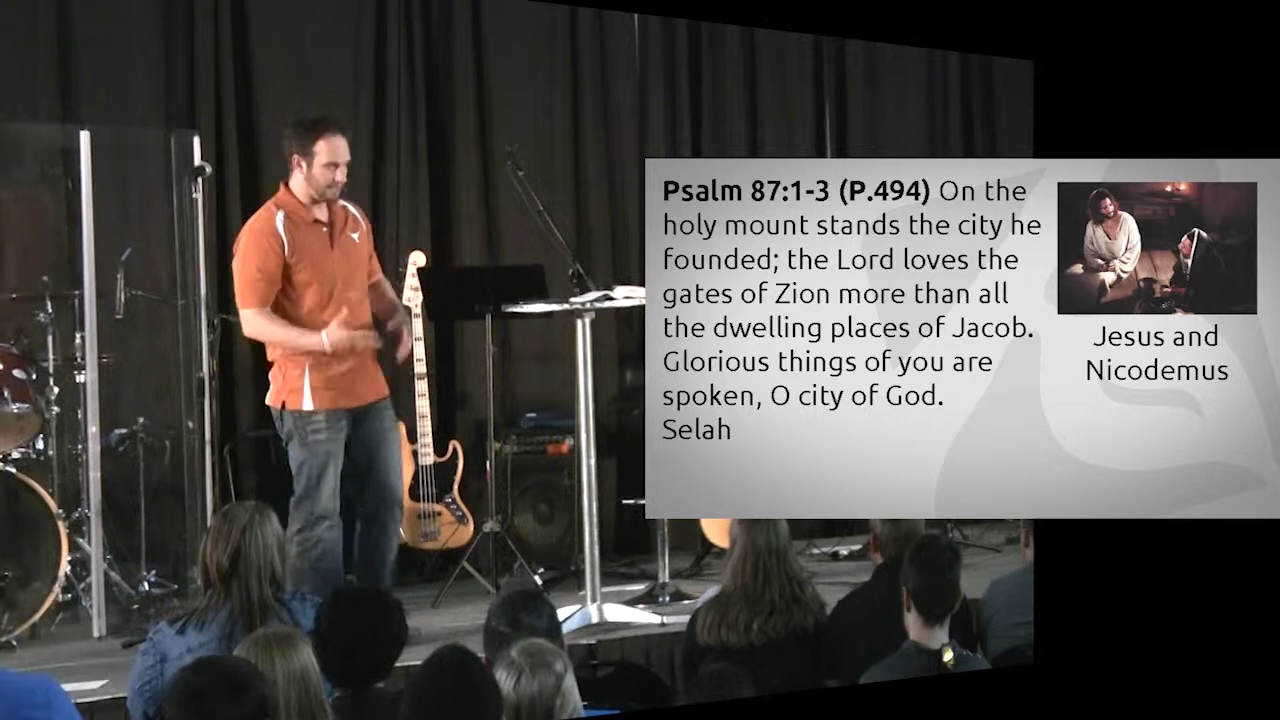 Psalm 87:1-3 (P.494) On the
holy mount stands the city he
founded; the Lord loves the
gates of Zion more than all
the dwelling places of Jacob.
Glorious things of you are
spoken, O city of God.
Selah
Jesus and
Nicodemus